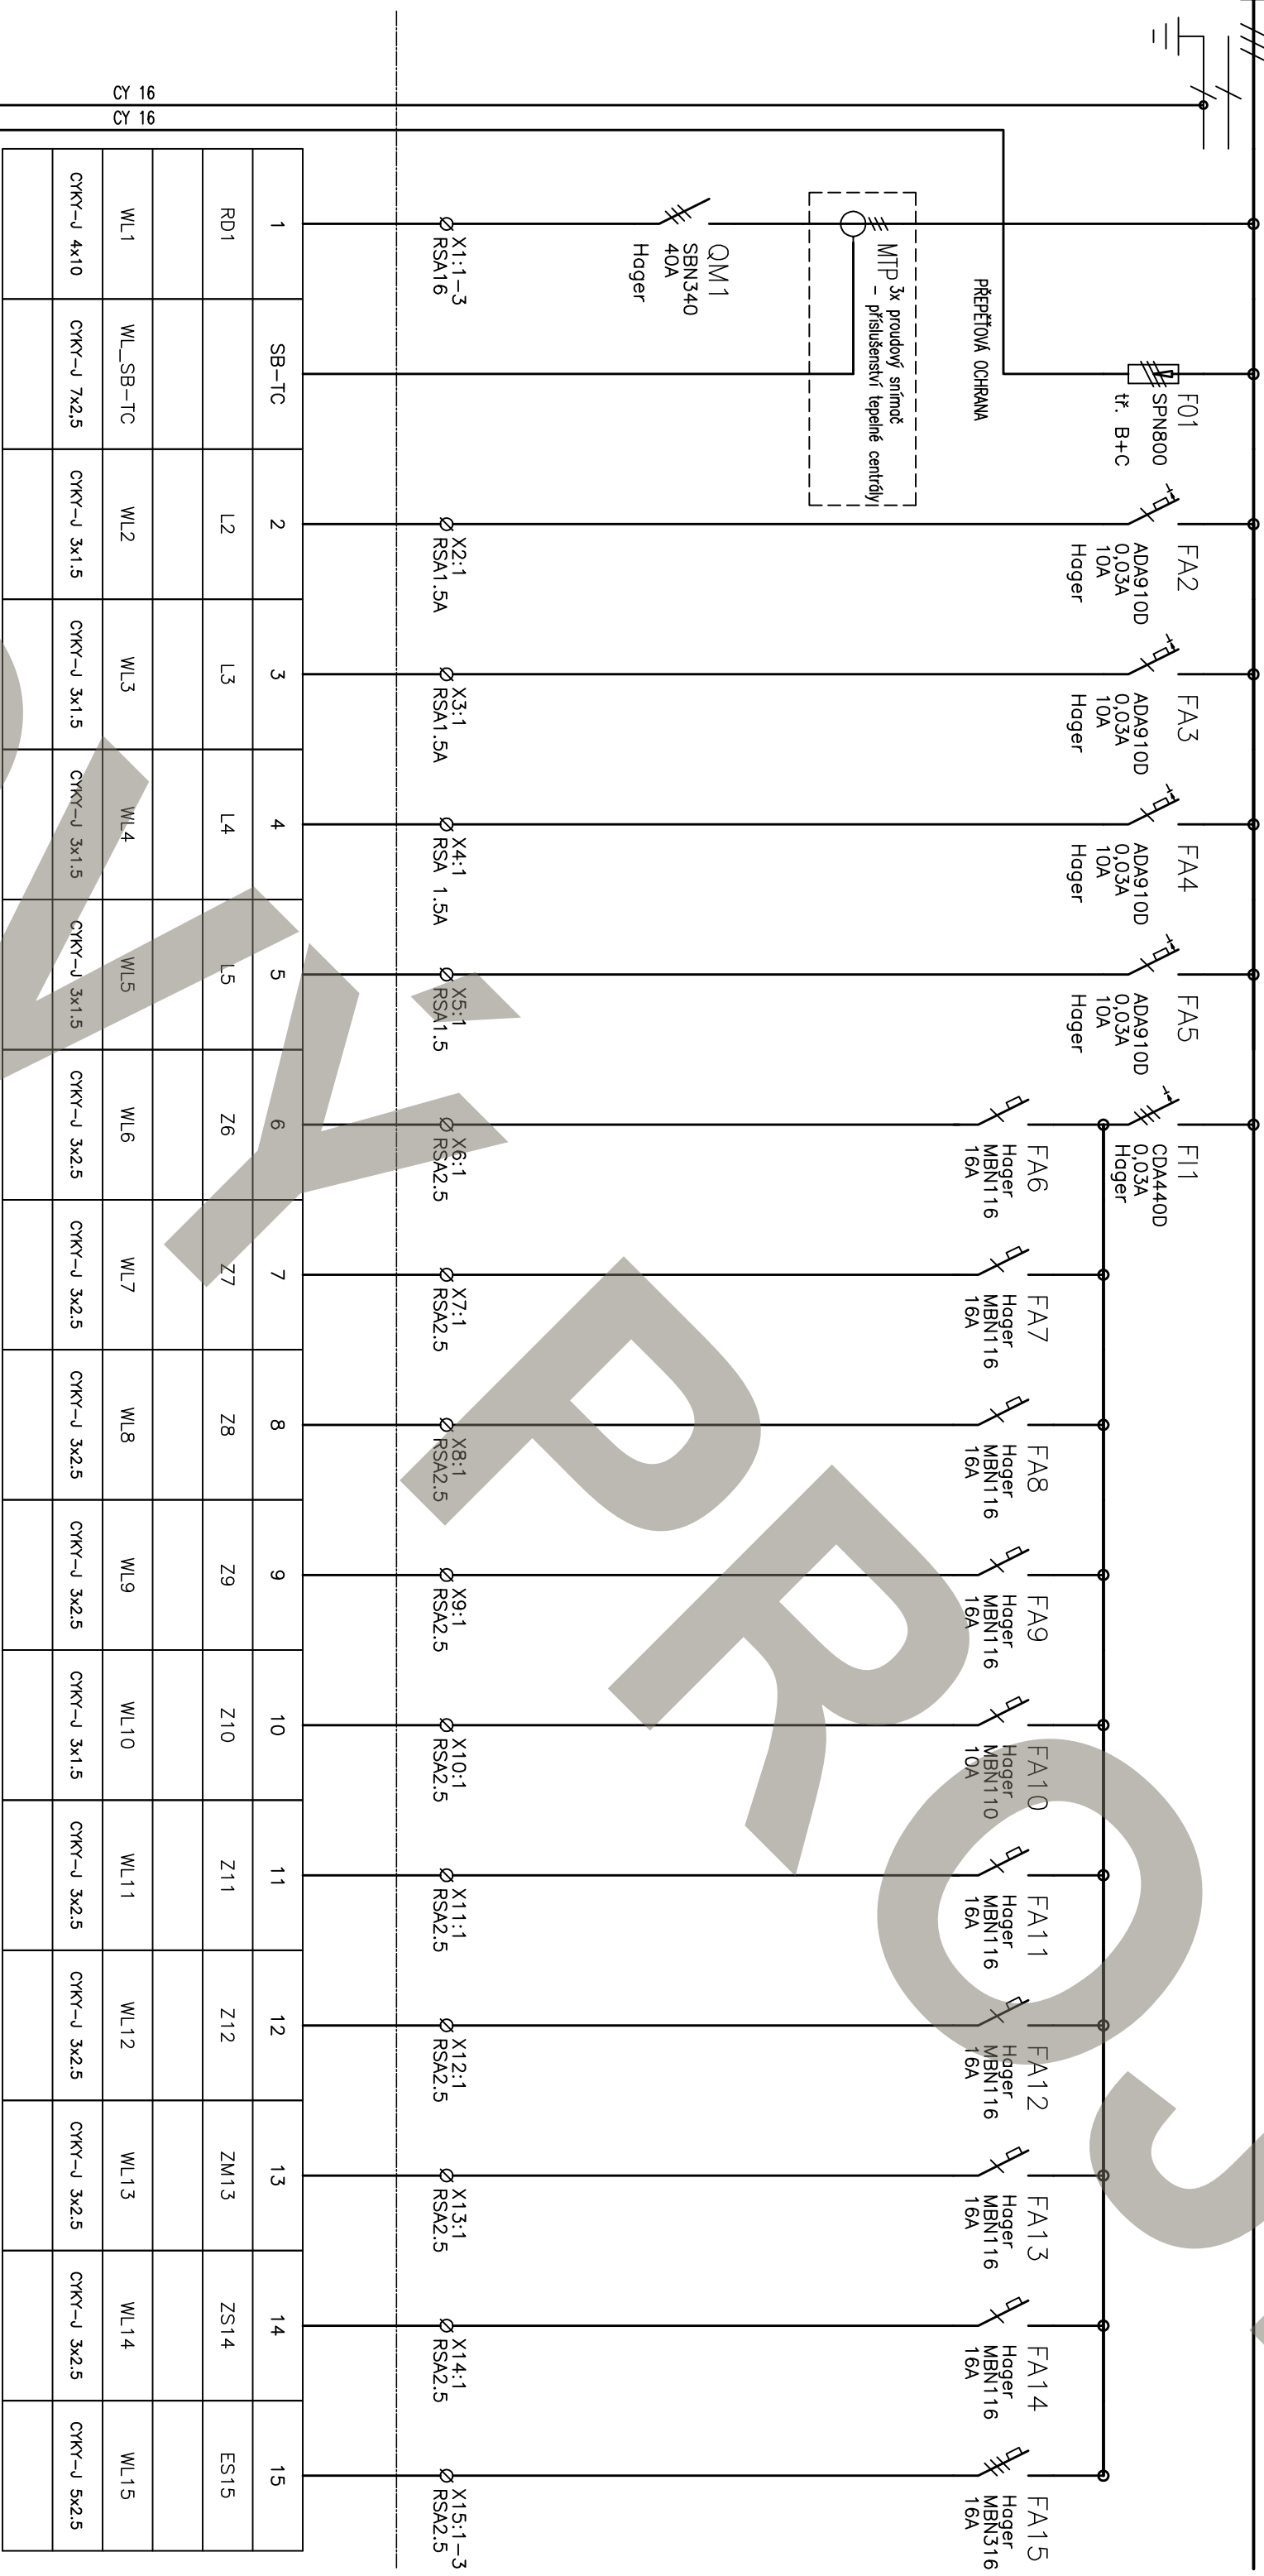 CY 16
CY 16
F01
SPN800
tř. B+C
PŘEPĚŤOVÁ OCHRANA
MTP
3x proudový snímač
– příslušenství tepelné centrály
QM1
SBN340
40A
Hager
FA2
ADA910D
0,03A
10A
Hager
FA3
ADA910D
0,03A
10A
Hager
FA4
ADA910D
0,03A
10A
Hager
FA5
ADA910D
0,03A
10A
Hager
FI1
CDA440D
0,03A
Hager
FA6
Hager
MBN116
16A
FA7
Hager
MBN116
16A
FA8
Hager
MBN116
16A
FA9
Hager
MBN116
16A
FA10
Hager
MBN110
10A
FA11
Hager
MBN116
16A
FA12
Hager
MBN116
16A
FA13
Hager
MBN116
16A
FA14
Hager
MBN116
16A
FA15
Hager
MBN316
16A
X1:1–3
RSA16
X2:1
RSA1.5A
X3:1
RSA1.5A
X4:1
RSA 1.5A
X5:1
RSA1.5
X6:1
RSA2.5
X7:1
RSA2.5
X8:1
RSA2.5
X9:1
RSA2.5
X10:1
RSA2.5
X11:1
RSA2.5
X12:1
RSA2.5
X13:1
RSA2.5
X14:1
RSA2.5
X15:1–3
RSA2.5
1 SB–TC 2 3 4 5 6 7 8 9 10 11 12 13 14 15
RD1 L2 L3 L4 L5 Z6 Z7 Z8 Z9 Z10 Z11 Z12 ZM13 ZS14 ES15
WL1 WL_SB–TC WL2 WL3 WL4 WL5 WL6 WL7 WL8 WL9 WL10 WL11 WL12 WL13 WL14 WL15
CYKY–J 4x10 CYKY–J 7x2,5 CYKY–J 3x1.5 CYKY–J 3x1.5 CYKY–J 3x1.5 CYKY–J 3x1.5 CYKY–J 3x2.5 CYKY–J 3x2.5 CYKY–J 3x2.5 CYKY–J 3x2.5 CYKY–J 3x1.5 CYKY–J 3x2.5 CYKY–J 3x2.5 CYKY–J 3x2.5 CYKY–J 3x2.5 CYKY–J 5x2.5